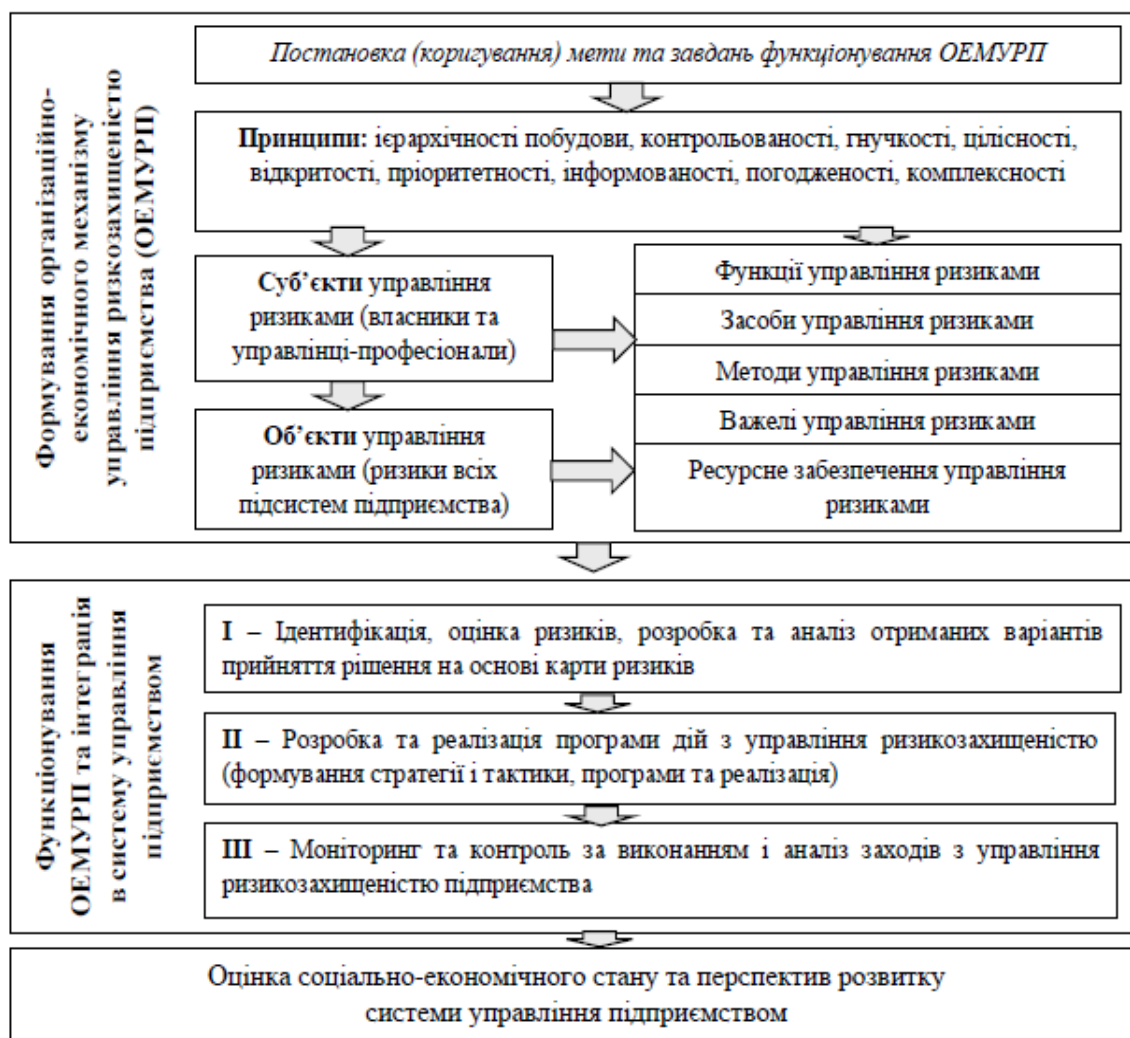 Формування організаційно-
економічного механізму
управління ризкозахищеністю
підприємства (ОЕМУРП)
Постановка (коригування) мети та завдань функціонування ОЕМУРП
Принципи: ієрархічності побудови, контрольованості, гнучкості, цілісності,
відкритості, пріоритетності, інформованості, погодженості, комплексності
Суб’єкти управління
ризиками (власники та
управлінці-професіонали)
Об’єкти управління
ризиками (ризики всіх
підсистем підприємства)
Функції управління ризиками
Засоби управління ризиками
Методи управління ризиками
Важелі управління ризиками
Ресурсне забезпечення управління
ризиками
Функціонування
ОЕМУРП та інтеграція
в систему управління
підприємством
I – Ідентифікація, оцінка ризиків, розробка та аналіз отриманих варіантів
прийняття рішення на основі карти ризиків
II – Розробка та реалізація програми дій з управління ризикозахищеністю
(формування стратегії і тактики, програми та реалізація)
III – Моніторинг та контроль за виконанням і аналіз заходів з управління
ризикозахищеністю підприємства
Оцінка соціально-економічного стану та перспектив розвитку
системи управління підприємством